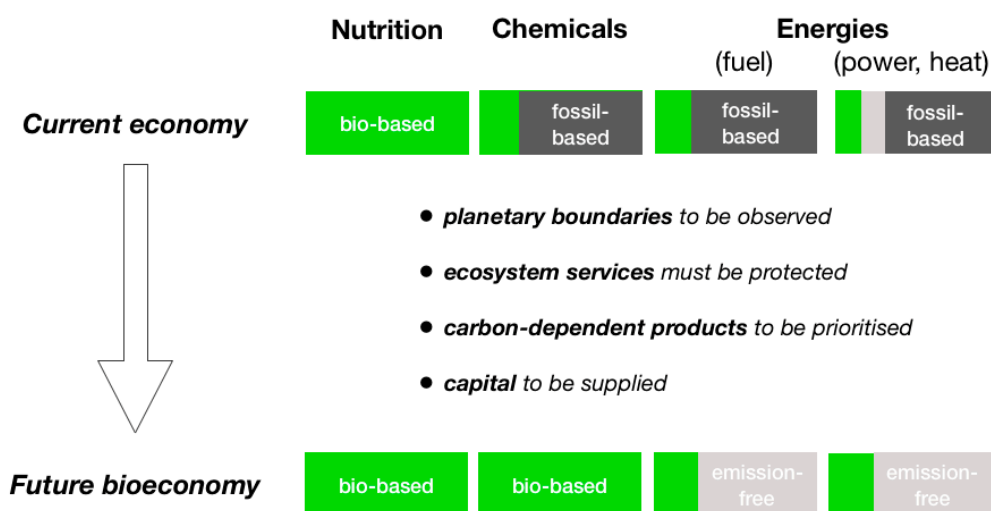 Nutrition Chemicals Energies
(fuel) (power, heat)
Current economy bio-based fossil- fossil- fossil-
based based based
● planetary boundaries to be observed
● ecosystem services must be protected
● carbon-dependent products to be prioritised
● capital to be supplied
Future bioeconomy bio-based bio-based emission- emission-
free free